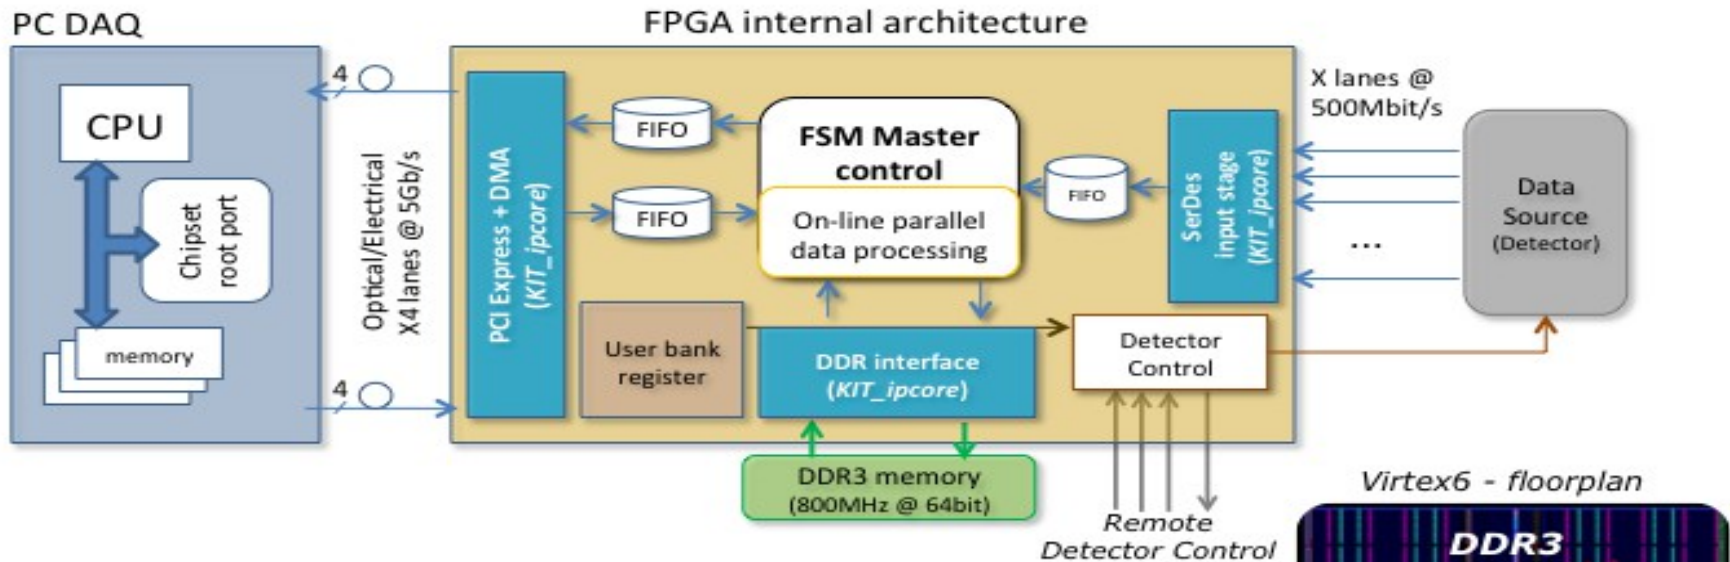 PC DAQ
FPGA internal architecture
CPU
Chipset
root port
memory
4
4
Optical/Electrical
X4 lanes @ 5Gb/s
PCI Express + DMA
(KIT_ipcore)
FIFO
FIFO
FSM Master
control
On-line parallel
data processing
FIFO
SerDes
input stage
(KIT_ipcore)
X lanes @
500Mbit/s
...
Data
Source
(Detector)
User bank
register
DDR interface
(KIT_ipcore)
Detector
Control
DDR3 memory
(800MHz @ 64bit)
Remote
Detector Control
Virtex6 - floorplan
DDR3